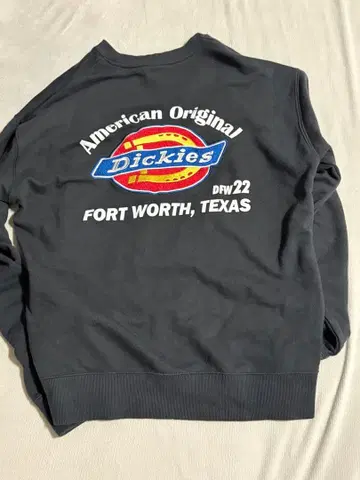 American Original
Dickies
DFW22
FORT WORTH, TEXAS